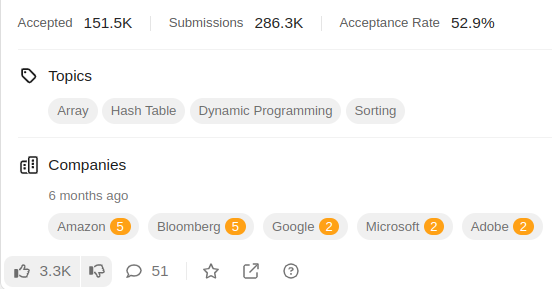 Accepted 151.5K Submissions 286.3K Acceptance Rate 52.9%
Topics
Array Hash Table Dynamic Programming Sorting
Companies
6 months ago
Amazon 5 Bloomberg 5 Google 2 Microsoft 2 Adobe 2
3.3K 51